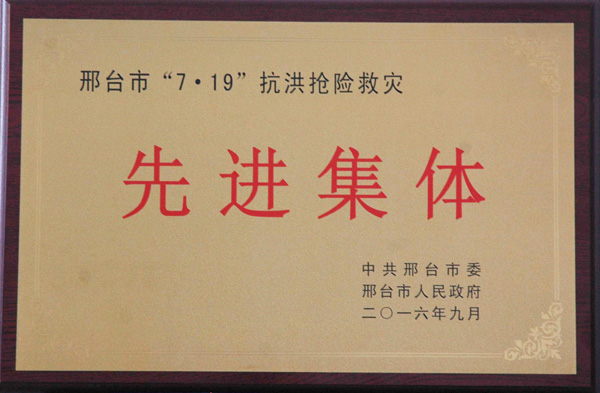 邢台市“7·19”抗洪抢险救灾
先进集体
中共邢台市委
邢台市人民政府
二〇一六年九月